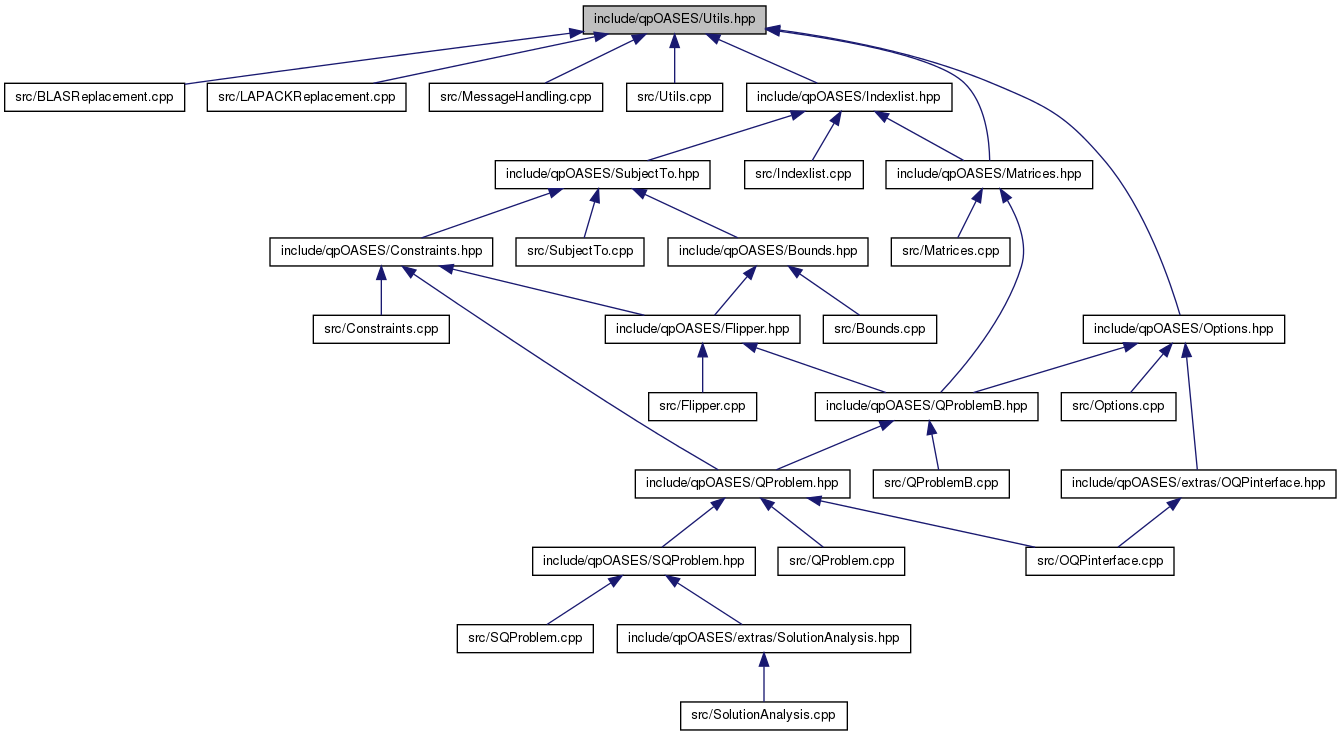 include/qpOASES/Utils.hpp
src/BLASReplacement.cpp
src/LAPACKReplacement.cpp
src/MessageHandling.cpp
src/Utils.cpp
include/qpOASES/Indexlist.hpp
include/qpOASES/SubjectTo.hpp
src/Indexlist.cpp
include/qpOASES/Matrices.hpp
include/qpOASES/Constraints.hpp
src/SubjectTo.cpp
include/qpOASES/Bounds.hpp
src/Matrices.cpp
src/Constraints.cpp
include/qpOASES/Flipper.hpp
src/Bounds.cpp
include/qpOASES/Options.hpp
src/Flipper.cpp
include/qpOASES/QProblemB.hpp
src/Options.cpp
include/qpOASES/QProblem.hpp
src/QProblemB.cpp
include/qpOASES/extras/OQPinterface.hpp
include/qpOASES/SQProblem.hpp
src/QProblem.cpp
src/OQPinterface.cpp
src/SQProblem.cpp
include/qpOASES/extras/SolutionAnalysis.hpp
src/SolutionAnalysis.cpp